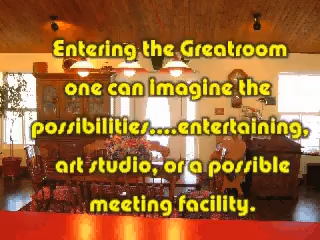 Entering the Greatroom
one can imagine the
possibilities....entertaining,
art studio, or a possible
meeting facility.